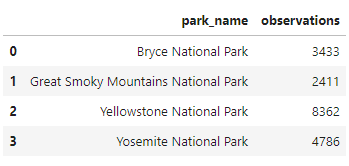 park_name observations
0 Bryce National Park 3433
1 Great Smoky Mountains National Park 2411
2 Yellowstone National Park 8362
3 Yosemite National Park 4786